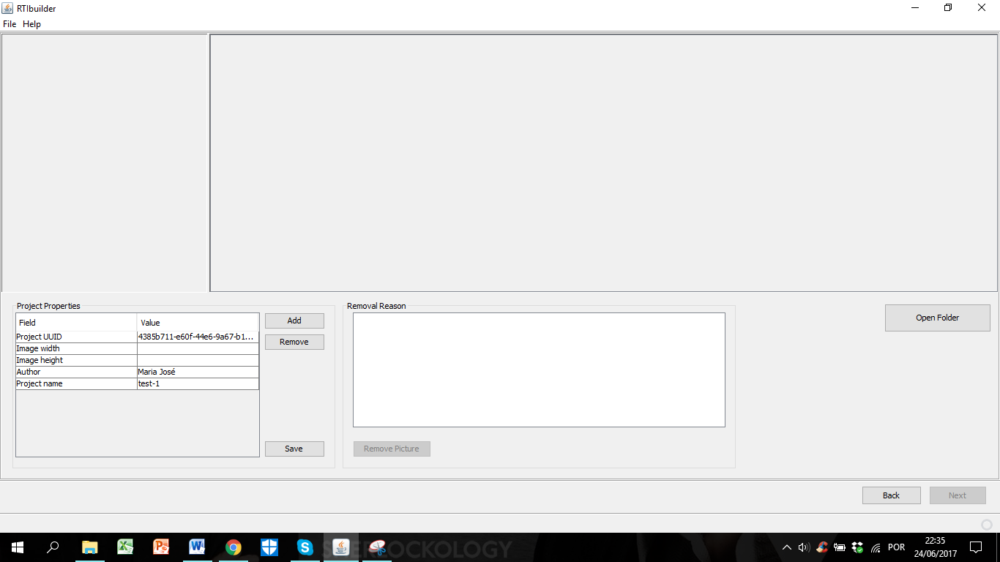 RTIbuilder
File Help
Project Properties
Field Value
Project UUID 4385b711-e60f-44e6-9a67-b1...
Image width
Image height
Author Maria José
Project name test-1
Add
Remove
Save
Removal Reason
Remove Picture
Open Folder
Back Next
SHERLOCKOLOGY
POR
22:35
24/06/2017